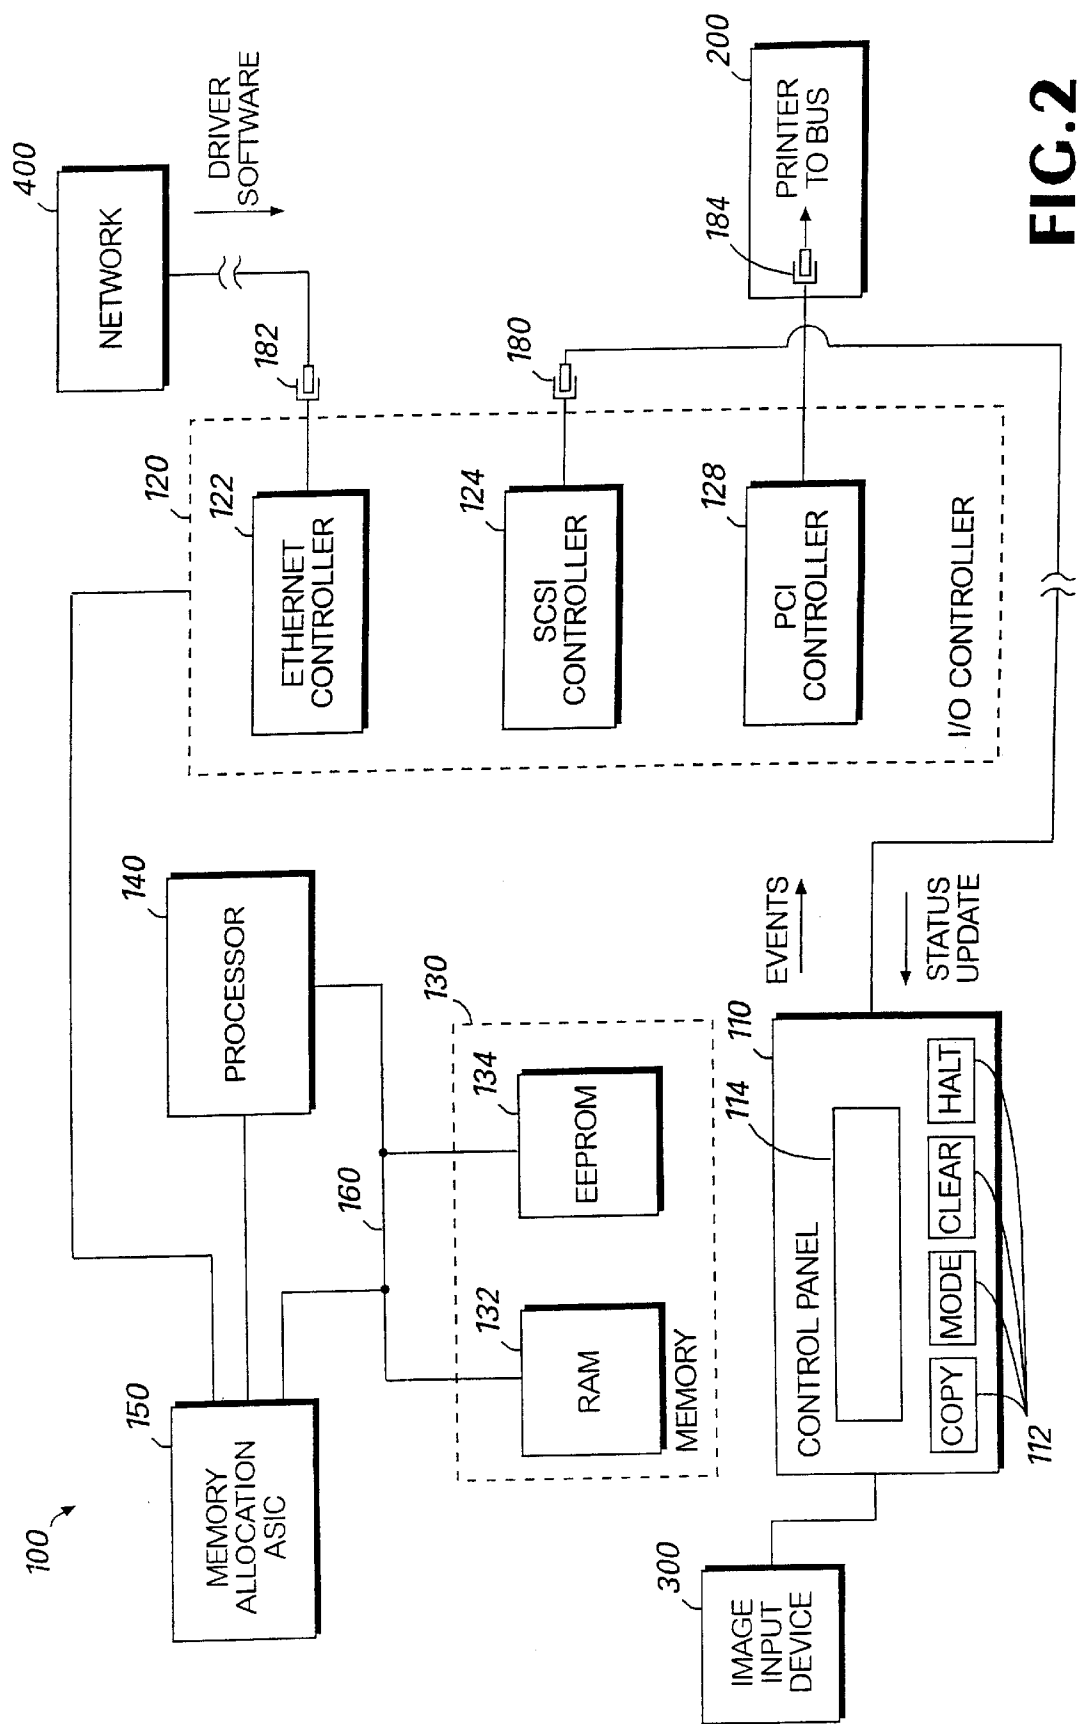 100
150
MEMORY
ALLOCATION
ASIC
140
PROCESSOR
120
400
NETWORK
DRIVER
SOFTWARE
182
122
ETHERNET
CONTROLLER
160
130
132
RAM
134
EEPROM
MEMORY
124
SCSI
CONTROLLER
180
128
PCI
CONTROLLER
I/O CONTROLLER
184
200
PRINTER
TO BUS
300
IMAGE
INPUT
DEVICE
110
114
CONTROL PANEL
COPY
MODE
CLEAR
HALT
112
EVENTS
STATUS
UPDATE
FIG.2